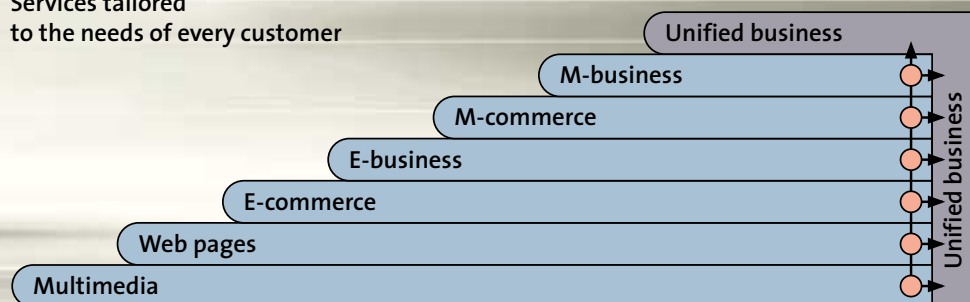 Services tailored
to the needs of every customer
Unified business
M-business
M-commerce
E-business
E-commerce
Web pages
Multimedia
Unified business